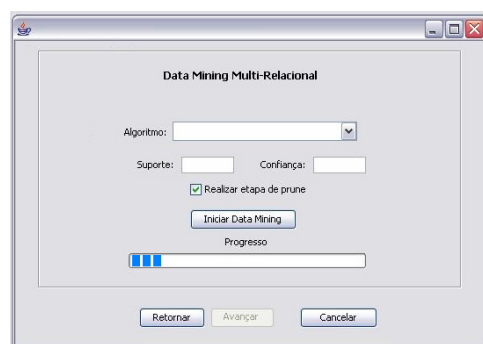 Data Mining Multi-Relacional
Algoritmo:
Suporte: Confiança:
Realizar etapa de prune
Iniciar Data Mining
Progresso
Retornar Avançar Cancelar